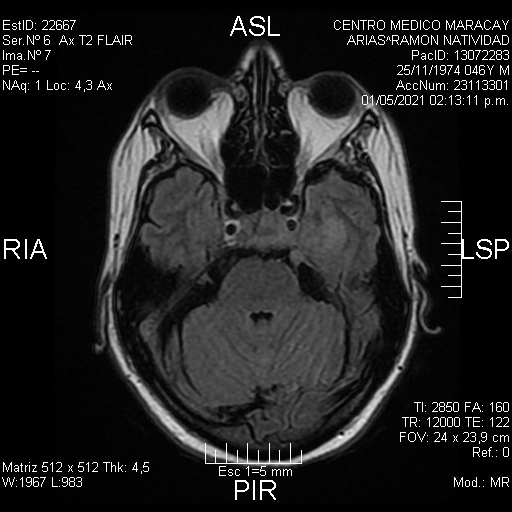 EstID: 22667
Ser.Nº 6 Ax T2 FLAIR
Ima.Nº 7
PE= --
NAq: 1 Loc: 4,3 Ax
ASL
CENTRO MEDICO MARACAY
ARIAS^RAMON NATIVIDAD
PacID: 13072283
25/11/1974 046Y M
AccNum: 23113301
01/05/2021 02:13:11 p.m.
RIA
LSP
Matriz 512 x 512 Thk: 4,5
W:1967 L:983
Esc 1=5 mm
PIR
TI: 2850 FA: 160
TR: 12000 TE: 122
FOV: 24 x 23,9 cm
Ref.: 0
Mod.: MR